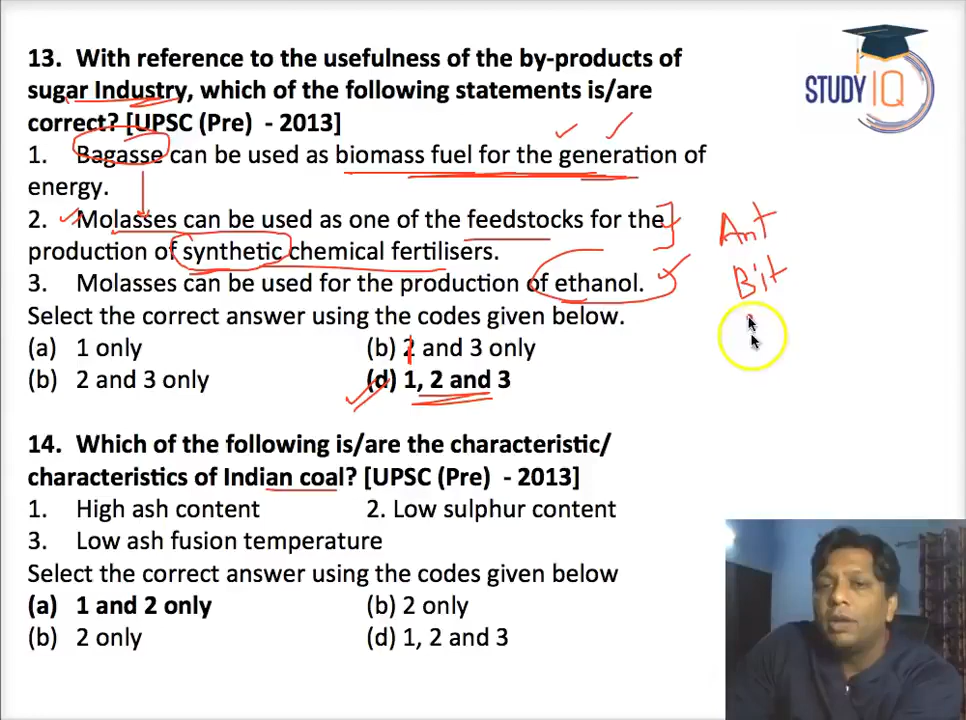 13. With reference to the usefulness of the by-products of
sugar Industry, which of the following statements is/are
correct? [UPSC (Pre) - 2013]
1. Bagasse can be used as biomass fuel for the generation of
energy.
2. Molasses can be used as one of the feedstocks for the
production of synthetic chemical fertilisers.
3. Molasses can be used for the production of ethanol.
Select the correct answer using the codes given below.
(a) 1 only (b) 2 and 3 only
(b) 2 and 3 only (d) 1, 2 and 3
14. Which of the following is/are the characteristic/
characteristics of Indian coal? [UPSC (Pre) - 2013]
1. High ash content 2. Low sulphur content
3. Low ash fusion temperature
Select the correct answer using the codes given below
(a) 1 and 2 only (b) 2 only
(b) 2 only (d) 1, 2 and 3
STUDY IQ
Ant
Bit
1